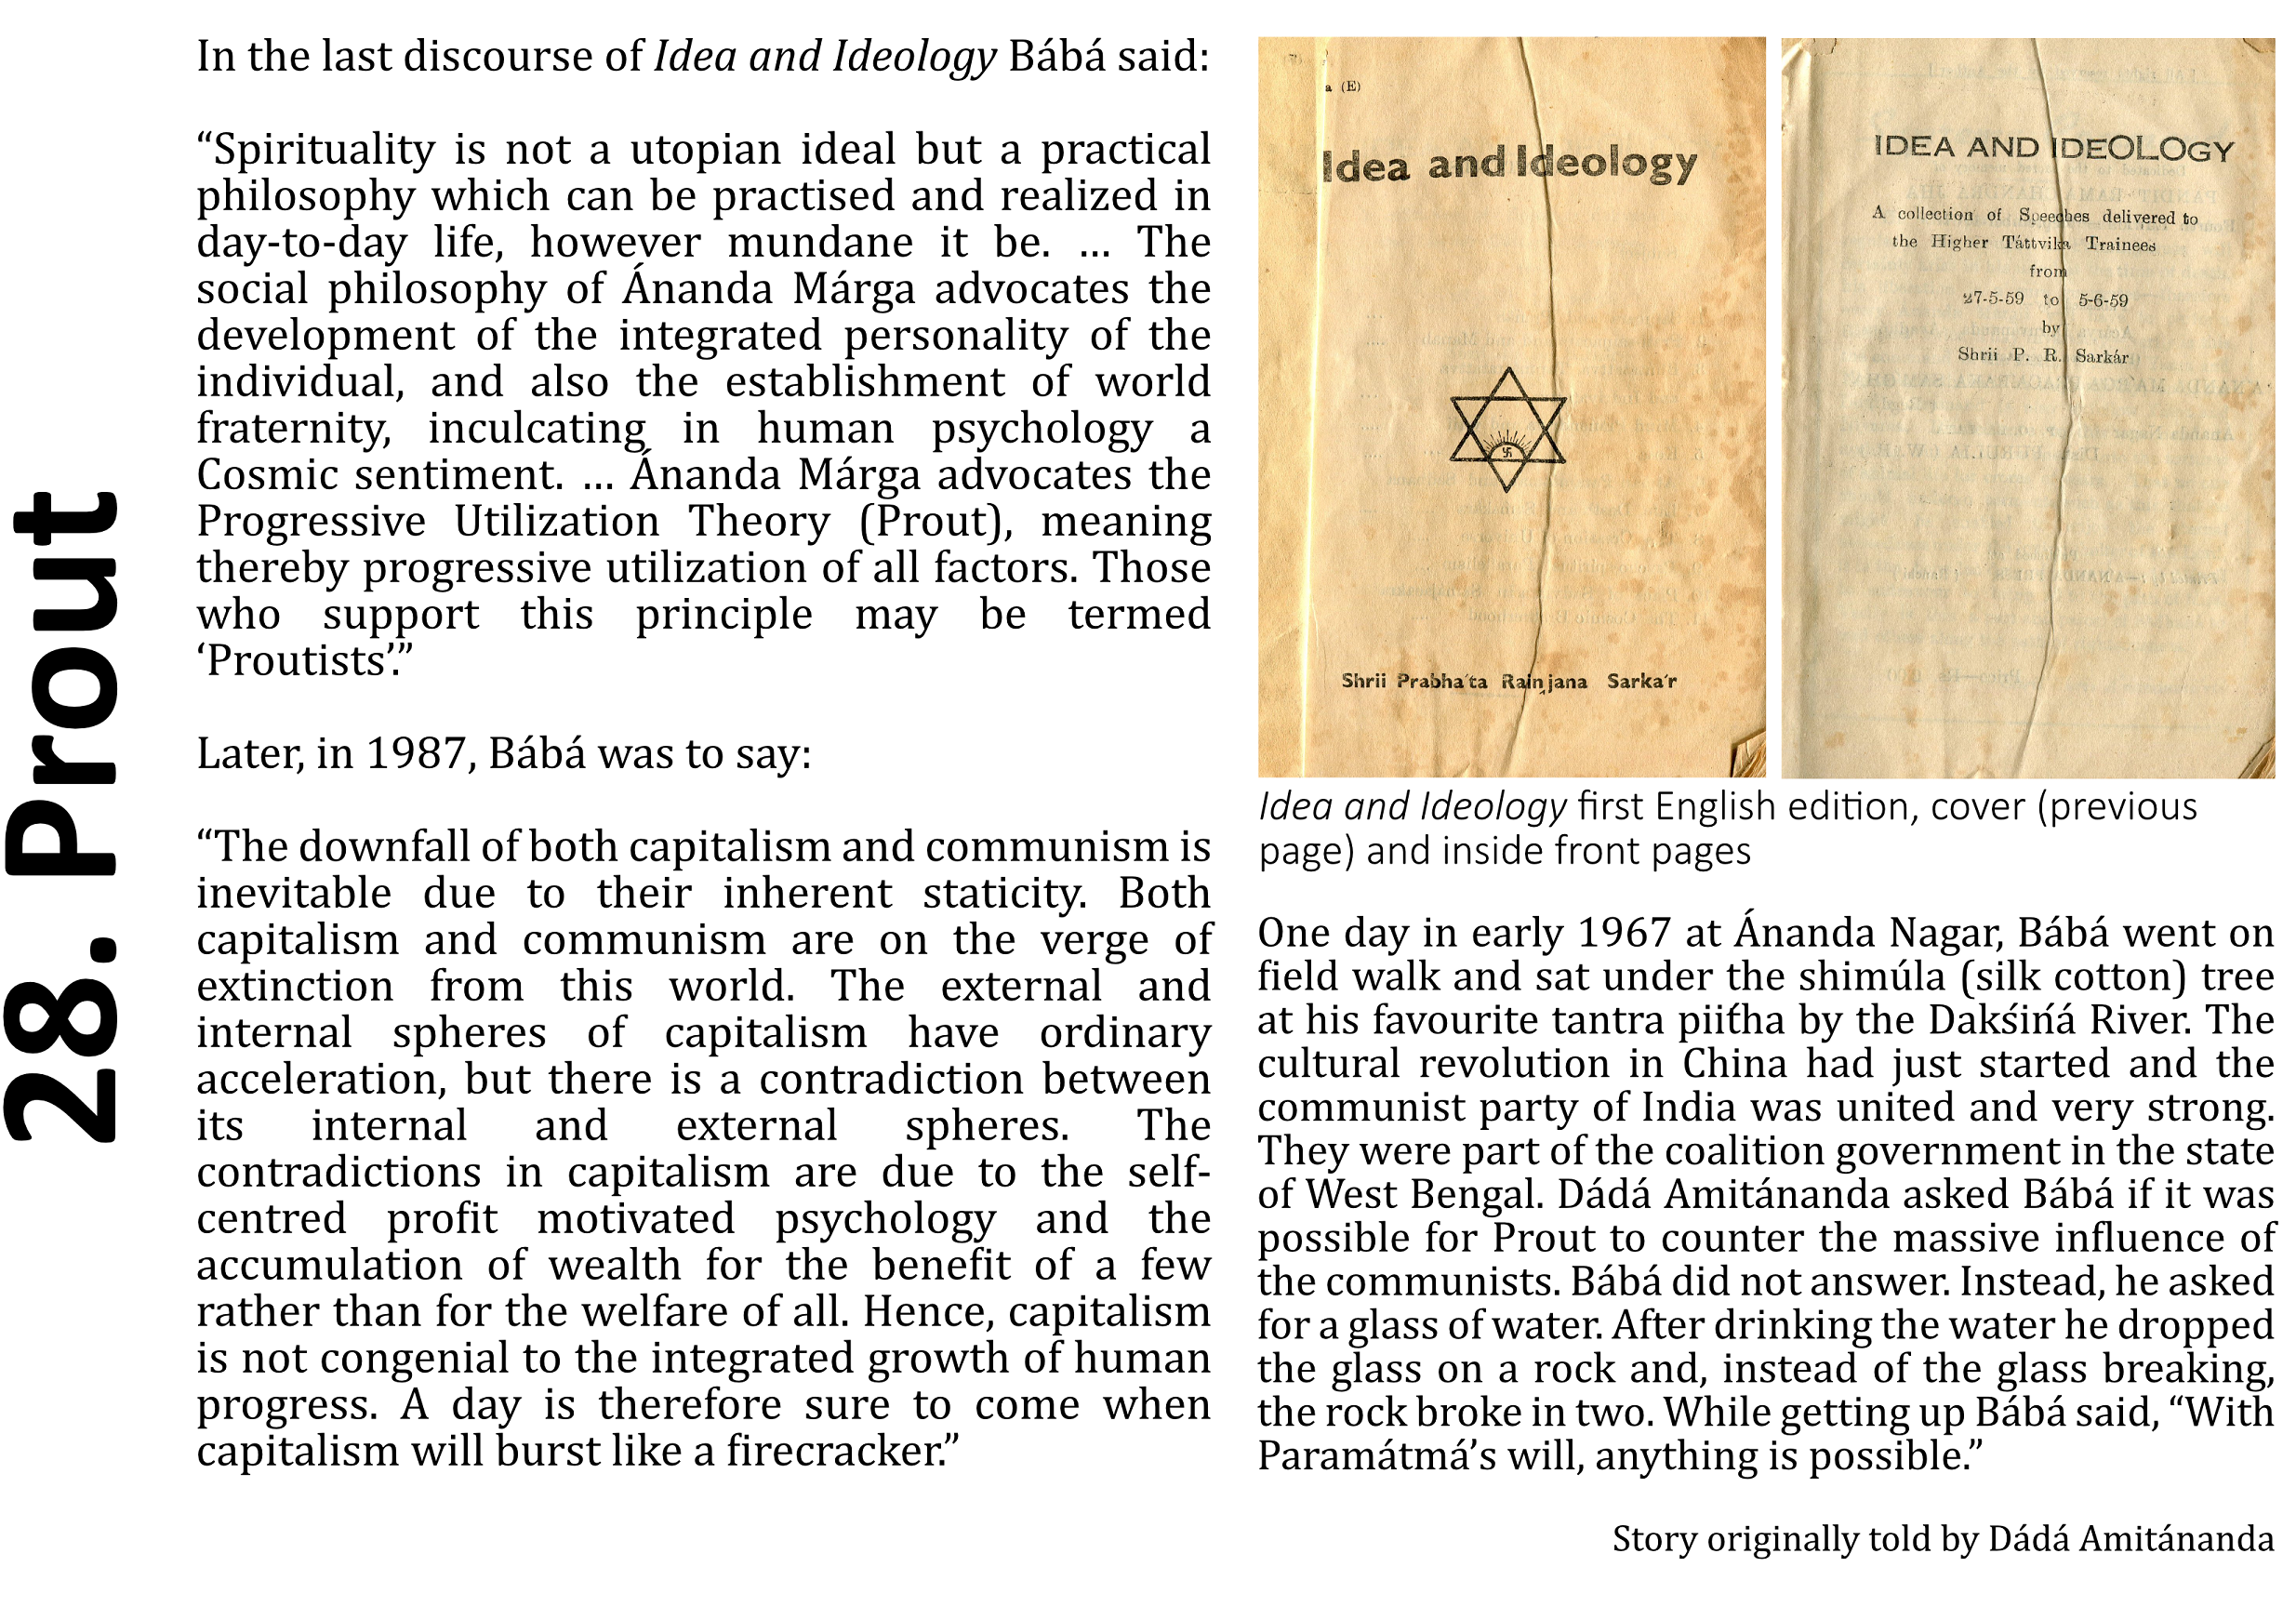 28. Prout
In the last discourse of Idea and Ideology Bábá said:
“Spirituality is not a utopian ideal but a practical
philosophy which can be practised and realized in
day-to-day life, however mundane it be. ... The
social philosophy of Ánanda Márga advocates the
development of the integrated personality of the
individual, and also the establishment of world
fraternity, inculcating in human psychology a
Cosmic sentiment. ... Ánanda Márga advocates the
Progressive Utilization Theory (Prout), meaning
thereby progressive utilization of all factors. Those
who support this principle may be termed
‘Proutists’.”
Later, in 1987, Bábá was to say:
“The downfall of both capitalism and communism is
inevitable due to their inherent staticity. Both
capitalism and communism are on the verge of
extinction from this world. The external and
internal spheres of capitalism have ordinary
acceleration, but there is a contradiction between
its internal and external spheres. The
contradictions in capitalism are due to the self-
centred profit motivated psychology and the
accumulation of wealth for the benefit of a few
rather than for the welfare of all. Hence, capitalism
is not congenial to the integrated growth of human
progress. A day is therefore sure to come when
capitalism will burst like a firecracker.”
a (E)
Idea and Ideology
Shrii Prabha'ta Rainjana Sarka'r
IDEA AND IDEOLOGY
A collection of Speeches delivered to
the Higher Táttvika Trainees
from
27-5-59 to 5-6-59
by
Shrii P. R. Sarkár
Idea and Ideology first English edition, cover (previous
page) and inside front pages
One day in early 1967 at Ánanda Nagar, Bábá went on
field walk and sat under the shimúla (silk cotton) tree
at his favourite tantra piít́ha by the Dakśińá River. The
cultural revolution in China had just started and the
communist party of India was united and very strong.
They were part of the coalition government in the state
of West Bengal. Dádá Amitánanda asked Bábá if it was
possible for Prout to counter the massive influence of
the communists. Bábá did not answer. Instead, he asked
for a glass of water. After drinking the water he dropped
the glass on a rock and, instead of the glass breaking,
the rock broke in two. While getting up Bábá said, “With
Paramátmá’s will, anything is possible.”
Story originally told by Dádá Amitánanda